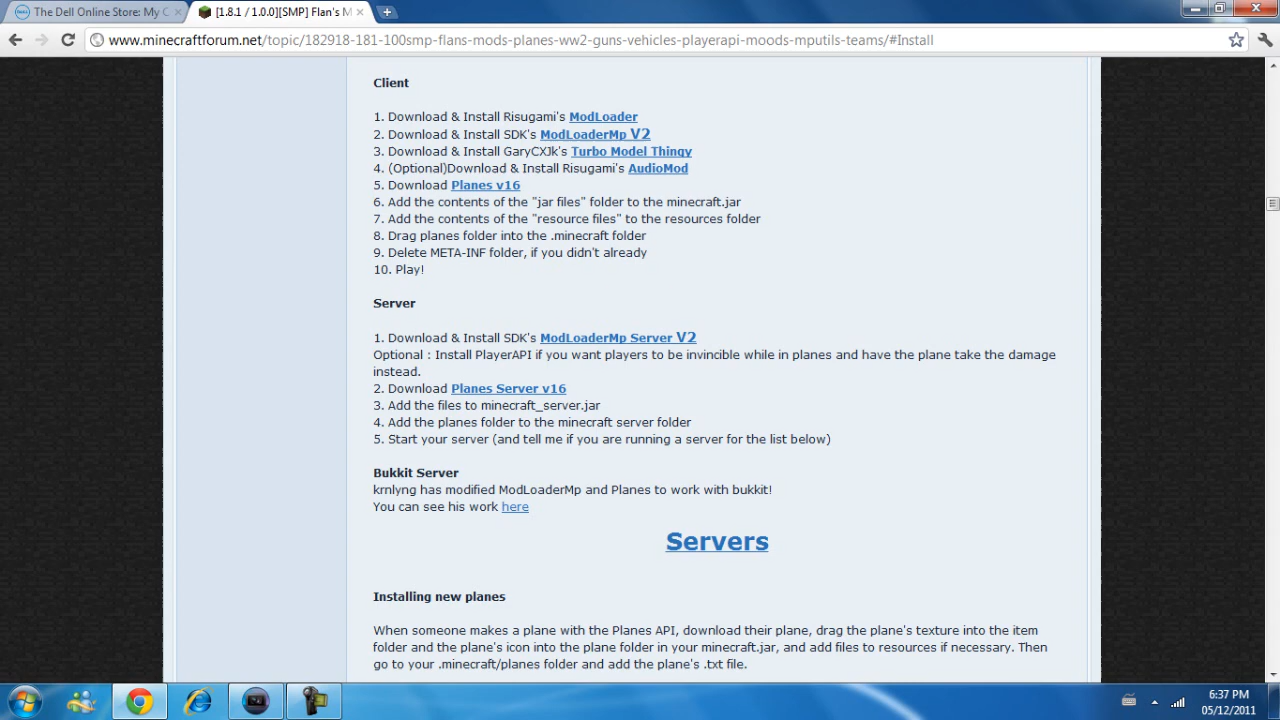 The Dell Online Store: My C
[1.8.1 / 1.0.0][SMP] Flan's M
www.minecraftforum.net/topic/182918-181-100smp-flans-mods-planes-ww2-guns-vehicles-playerapi-moods-mputils-teams/#Install
Client
1. Download & Install Risugami's ModLoader
2. Download & Install SDK's ModLoaderMp V2
3. Download & Install GaryCXJk's Turbo Model Thingy
4. (Optional)Download & Install Risugami's AudioMod
5. Download Planes v16
6. Add the contents of the "jar files" folder to the minecraft.jar
7. Add the contents of the "resource files" to the resources folder
8. Drag planes folder into the .minecraft folder
9. Delete META-INF folder, if you didn't already
10. Play!
Server
1. Download & Install SDK's ModLoaderMp Server V2
Optional : Install PlayerAPI if you want players to be invincible while in planes and have the plane take the damage
instead.
2. Download Planes Server v16
3. Add the files to minecraft_server.jar
4. Add the planes folder to the minecraft server folder
5. Start your server (and tell me if you are running a server for the list below)
Bukkit Server
krnlyng has modified ModLoaderMp and Planes to work with bukkit!
You can see his work here
Servers
Installing new planes
When someone makes a plane with the Planes API, download their plane, drag the plane's texture into the item
folder and the plane's icon into the plane folder in your minecraft.jar, and add files to resources if necessary. Then
go to your .minecraft/planes folder and add the plane's .txt file.
6:37 PM
05/12/2011